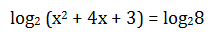 log₂ (x² + 4x + 3) = log₂8